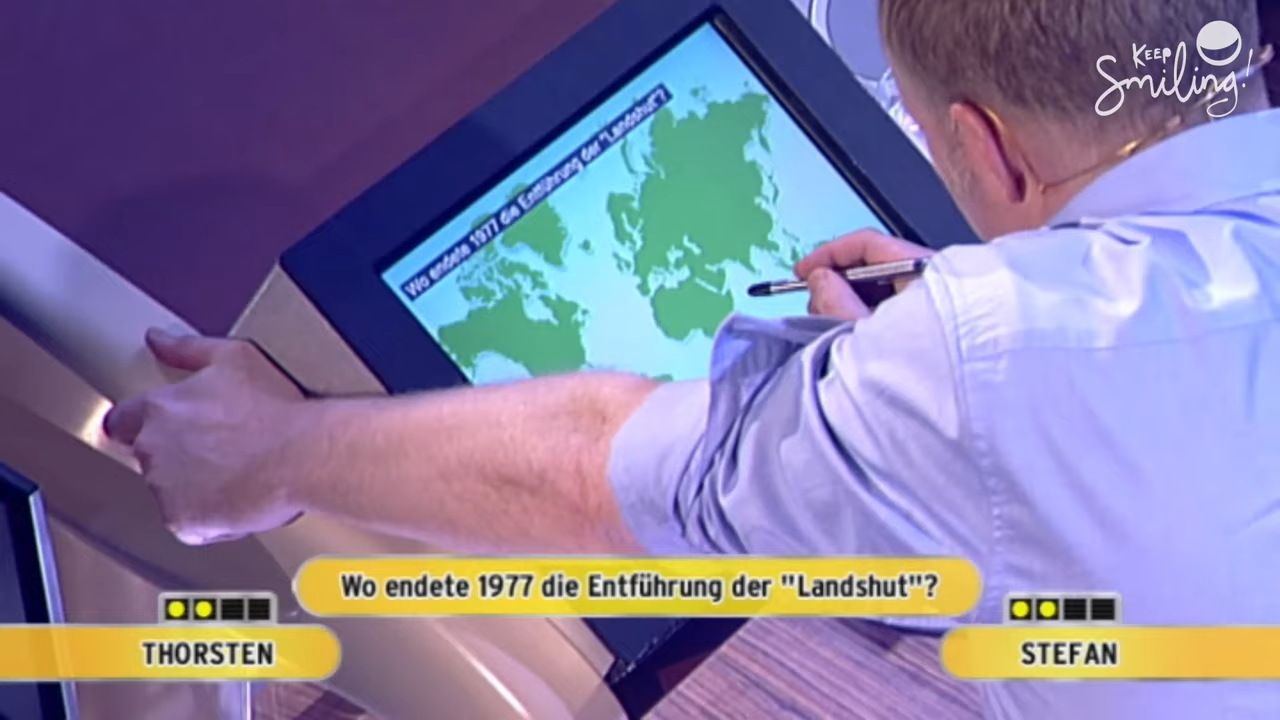 KEEP
Smiling!
Wo endete 1977 die Entführung der "Landshut"?
Wo endete 1977 die Entführung der "Landshut"?
THORSTEN
STEFAN